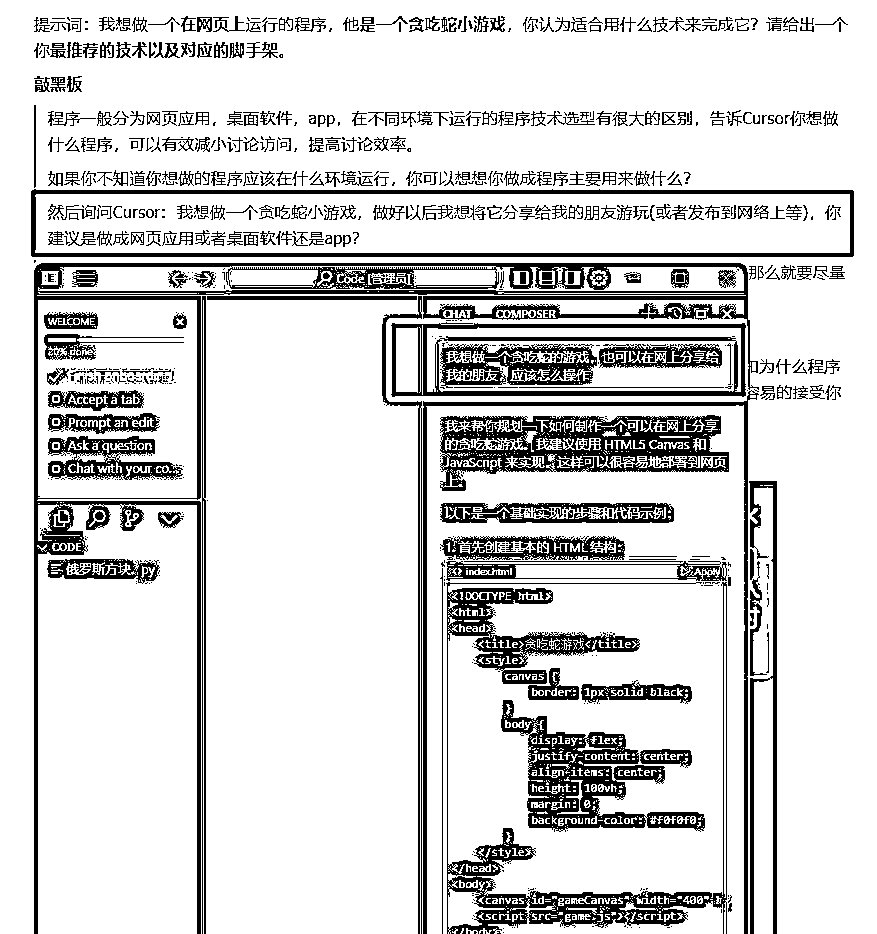 提示词：我想做一个在网页上运行的程序，他是一个贪吃蛇小游戏，你认为适合用什么技术来完成它？请给出一个
你最推荐的技术以及对应的脚手架。
敲黑板
程序一般分为网页应用，桌面软件，app，在不同环境下运行的程序技术选型有很大的区别，告诉Cursor你想做
什么程序，可以有效减小讨论访问，提高讨论效率。
如果你不知道你想做的程序应该在什么环境运行，你可以想想你做成程序主要用来做什么？
然后询问Cursor：我想做一个贪吃蛇小游戏，做好以后我想将它分享给我的朋友游玩(或者发布到网络上等)，你
建议是做成网页应用或者桌面软件还是app?
那么就要尽量
为什么程序
容易的接受你
Code [管理员]
WELCOME
20% done
Accept a tab
Prompt an edit
Ask a question
Chat with your co...
CODE
俄罗斯方块.py
CHAT COMPOSER
我想做一个贪吃蛇的游戏，也可以在网上分享给
我的朋友，应该怎么操作
我来帮你规划一下如何制作一个可以在网上分享
的贪吃蛇游戏。我建议使用 HTML5 Canvas 和
JavaScript 来实现，这样可以很容易地部署到网页
上。
以下是一个基础实现的步骤和代码示例：
1. 首先创建基本的 HTML 结构：
index.html Apply
<!DOCTYPE html>
<html>
<head>
<title>贪吃蛇游戏</title>
<style>
canvas {
border: 1px solid black;
}
body {
display: flex;
justify-content: center;
align-items: center;
height: 100vh;
margin: 0;
background-color: #f0f0f0;
}
</style>
</head>
<body>
<canvas id="gameCanvas" width="400"
<script src="game.js"></script>
</body>